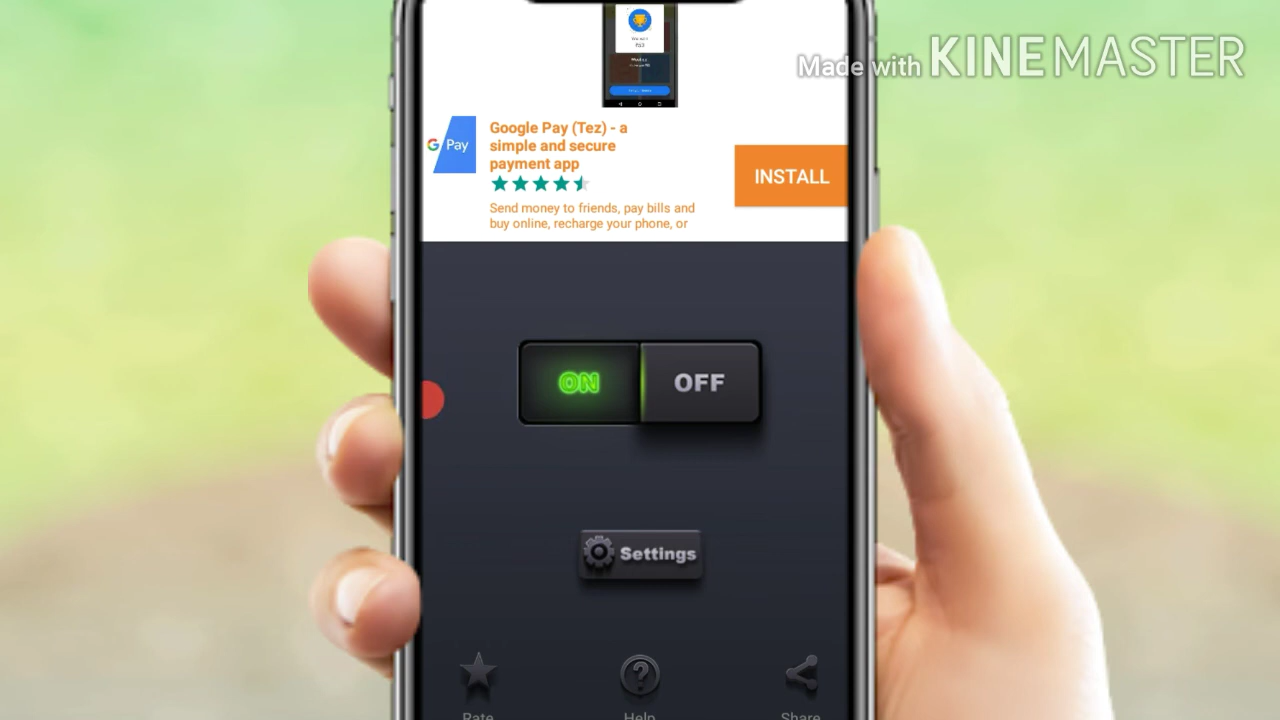 Made with KINEMASTER
Google Pay (Tez) - a
simple and secure
payment app
G Pay
INSTALL
Send money to friends, pay bills and
buy online, recharge your phone, or
ON OFF
Settings
Rate Help Share